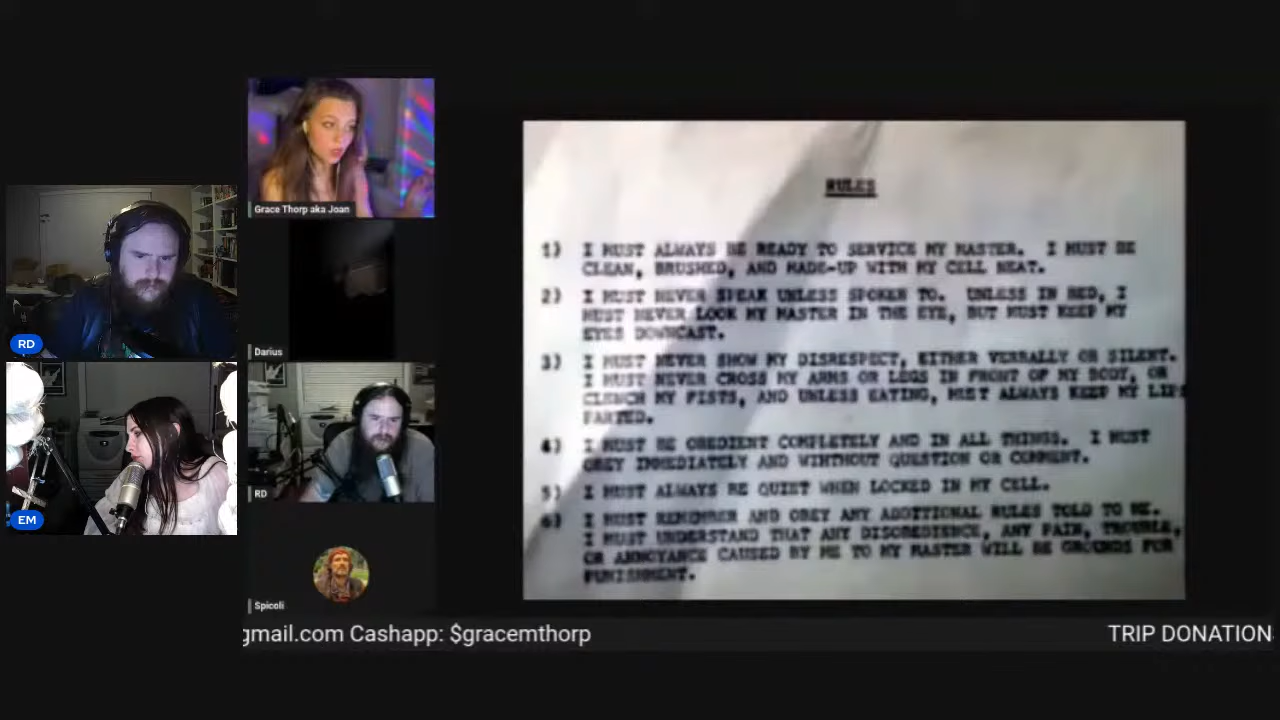 Grace Thorp aka Joan
Darius
RD
EM
RD
Spicoli
RULES
1) I MUST ALWAYS BE READY TO SERVICE MY MASTER. I MUST BE
CLEAN, BRUSHED, AND MADE-UP WITH MY CELL NEAT.
2) I MUST NEVER SPEAK UNLESS SPOKEN TO. UNLESS IN BED, I
MUST NEVER LOOK MY MASTER IN THE EYE, BUT MUST KEEP MY
EYES DOWNCAST.
3) I MUST NEVER SHOW MY DISRESPECT, EITHER VERBALLY OR SILENT.
I MUST NEVER CROSS MY ARMS OR LEGS IN FRONT OF MY BODY, OR
CLENCH MY FISTS, AND UNLESS EATING, MUST ALWAYS KEEP MY LIPS
PARTED.
4) I MUST BE OBEDIENT COMPLETELY AND IN ALL THINGS. I MUST
OBEY IMMEDIATELY AND WITHTOUT QUESTION OR COMMENT.
5) I MUST ALWAYS BE QUIET WHEN LOCKED IN MY CELL.
6) I MUST REMEMBER AND OBEY ANY ADDITIONAL RULES TOLD TO ME.
I MUST UNDERSTAND THAT ANY DISOBEDIENCE, ANY PAIN, TROUBLE,
OR ANNOYANCE CAUSED BY ME TO MY MASTER WILL BE GROUNDS FOR
PUNISHMENT.
gmail.com Cashapp: $gracemthorp
TRIP DONATION